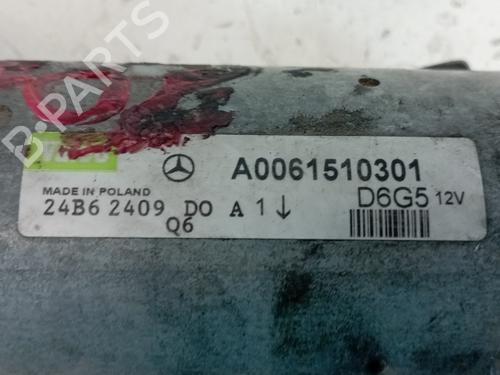 A0061510301
MADE IN POLAND
D6G5 12V
24B6 2409 DO A 1↓
Q6
B-PARTS